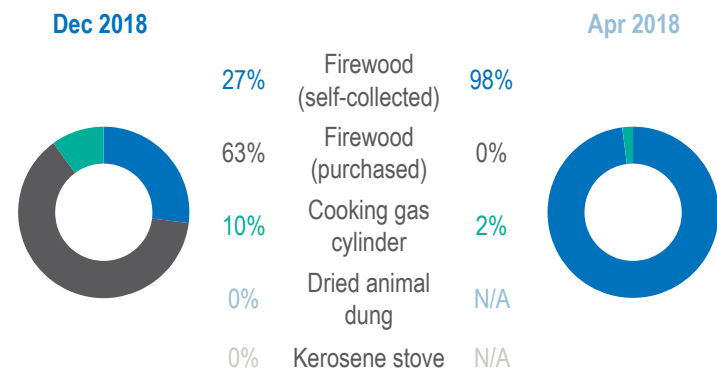 Dec 2018
Apr 2018
27%
Firewood
(self-collected)
98%
63%
Firewood
(purchased)
0%
10%
Cooking gas
cylinder
2%
0%
Dried animal
dung
N/A
0%
Kerosene stove
N/A